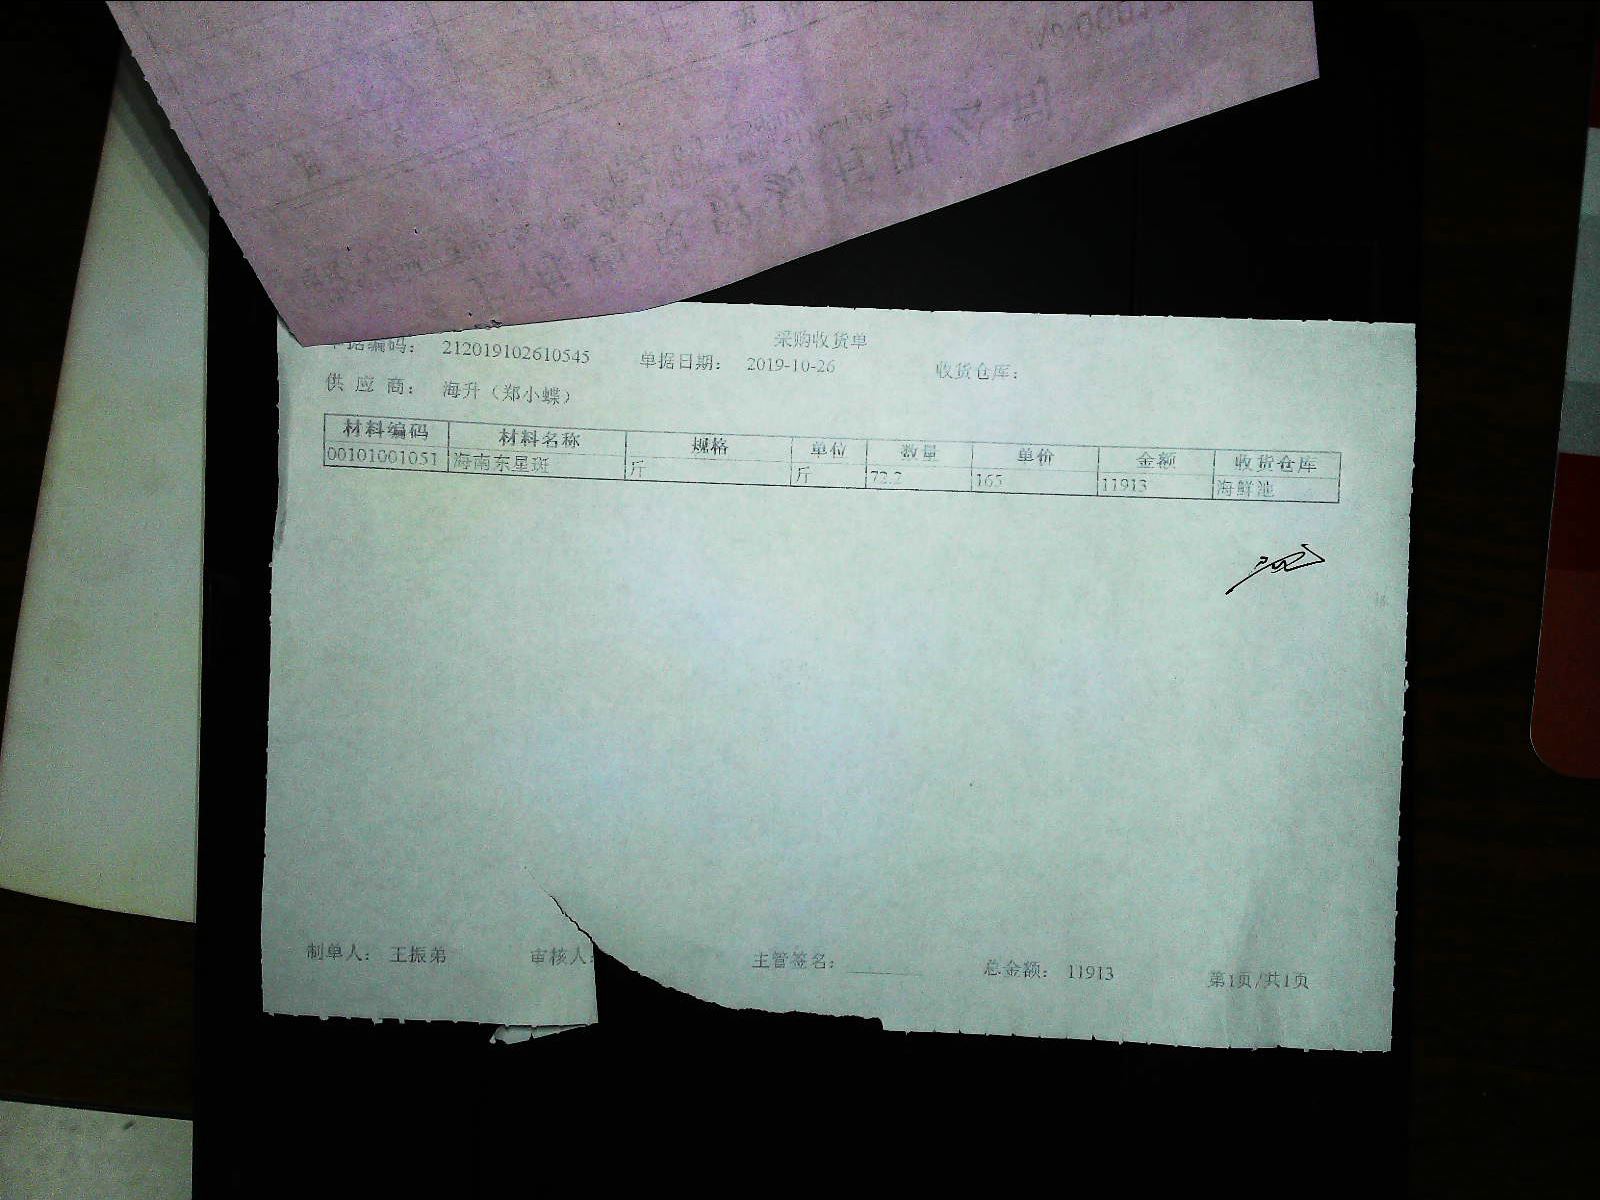 采购收货单
单据编码： 212019102610545 单据日期： 2019-10-26 收货仓库：
供 应 商： 海升（郑小蝶）
材料编码 材料名称 规格 单位 数量 单价 金额 收货仓库
00101001051 海南东星斑 斤 斤 72.2 165 11913 海鲜池
制单人： 王振弟 审核人: 主管签名： 总金额： 11913 第1页/共1页